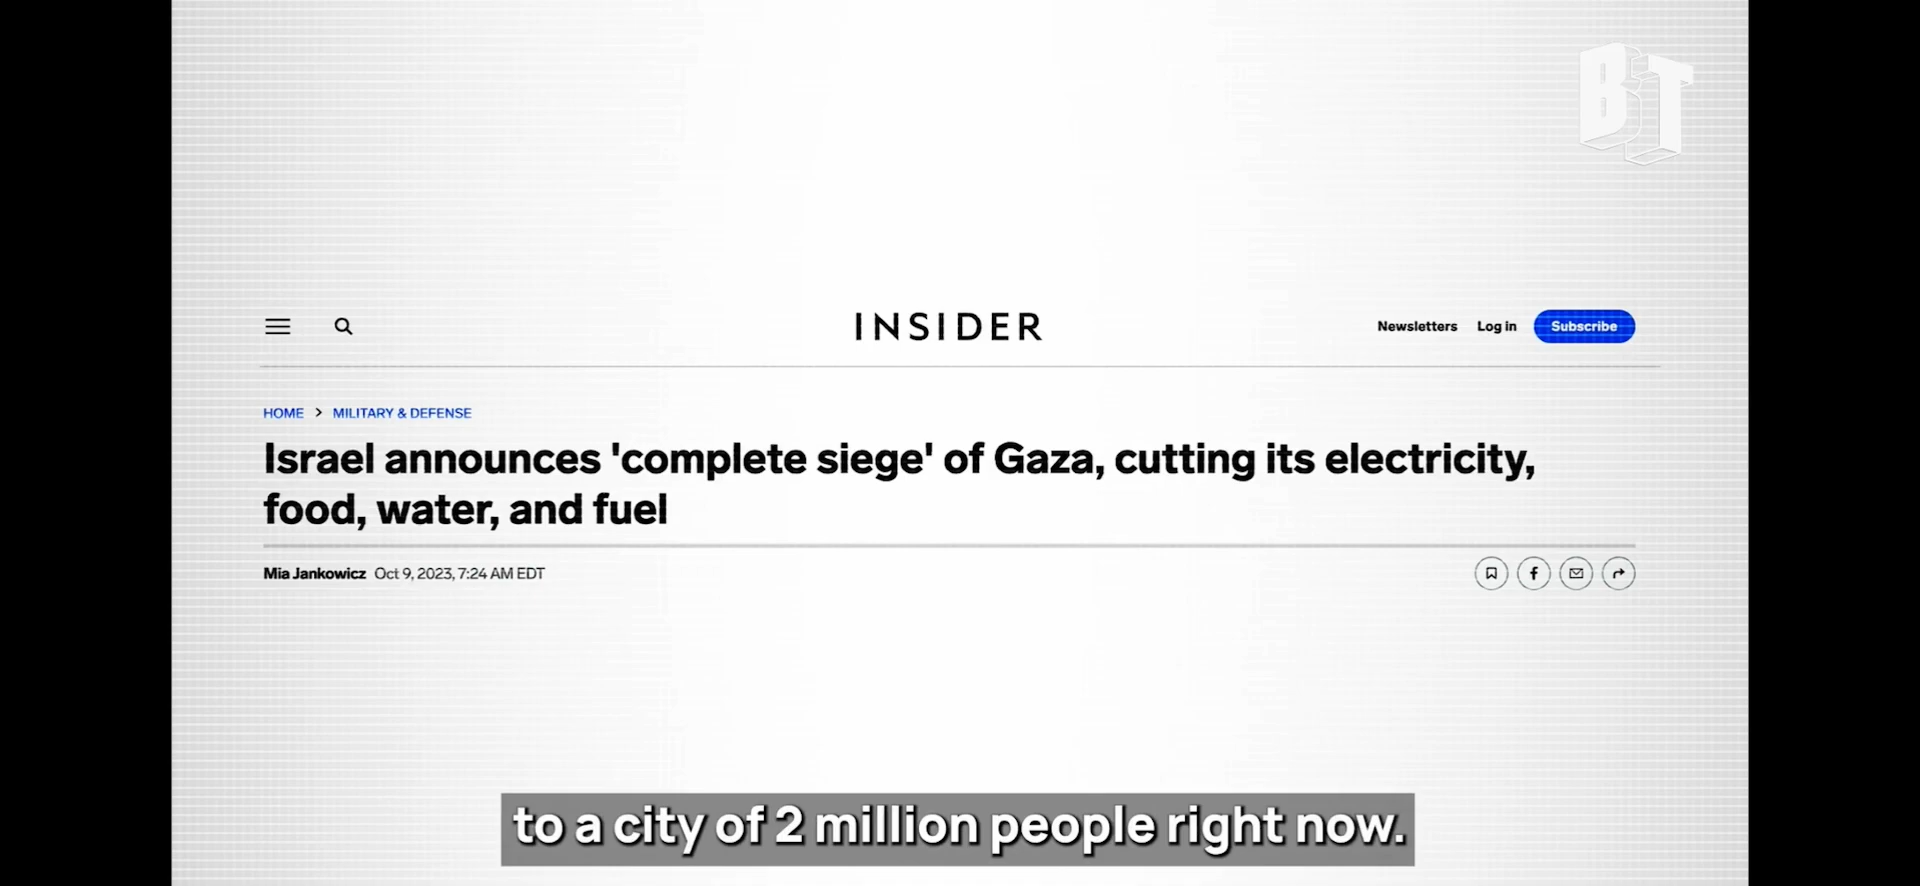 BT
INSIDER
Newsletters Log in Subscribe
HOME > MILITARY & DEFENSE
Israel announces 'complete siege' of Gaza, cutting its electricity,
food, water, and fuel
Mia Jankowicz Oct 9, 2023, 7:24 AM EDT
to a city of 2 million people right now.